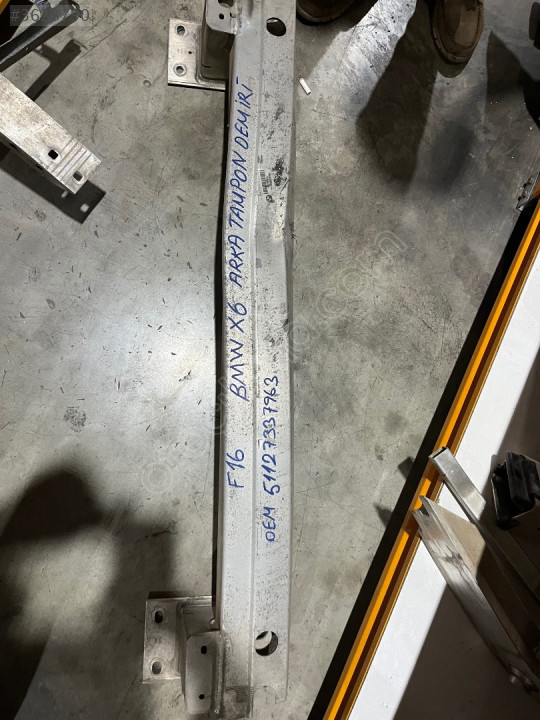 F16 BMW X6 ARKA TAMPON DEMİRİ
OEM 51127337963